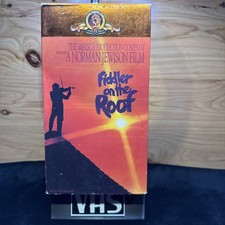 THE MIRISCH PRODUCTION COMPANY
A NORMAN JEWISON FILM
Fiddler
on the
Roof
VHS